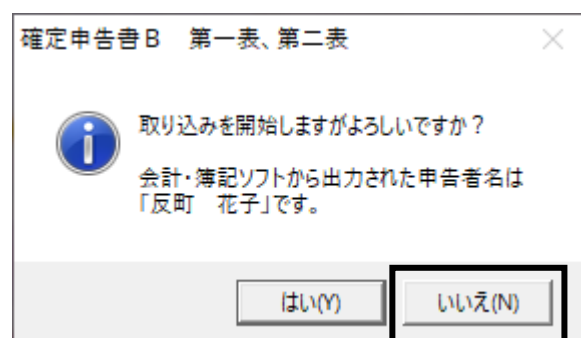 確定申告書B　第一表、第二表
取り込みを開始しますがよろしいですか？
会計・簿記ソフトから出力された申告者名は
「反町　花子」です。
はい(Y)
いいえ(N)